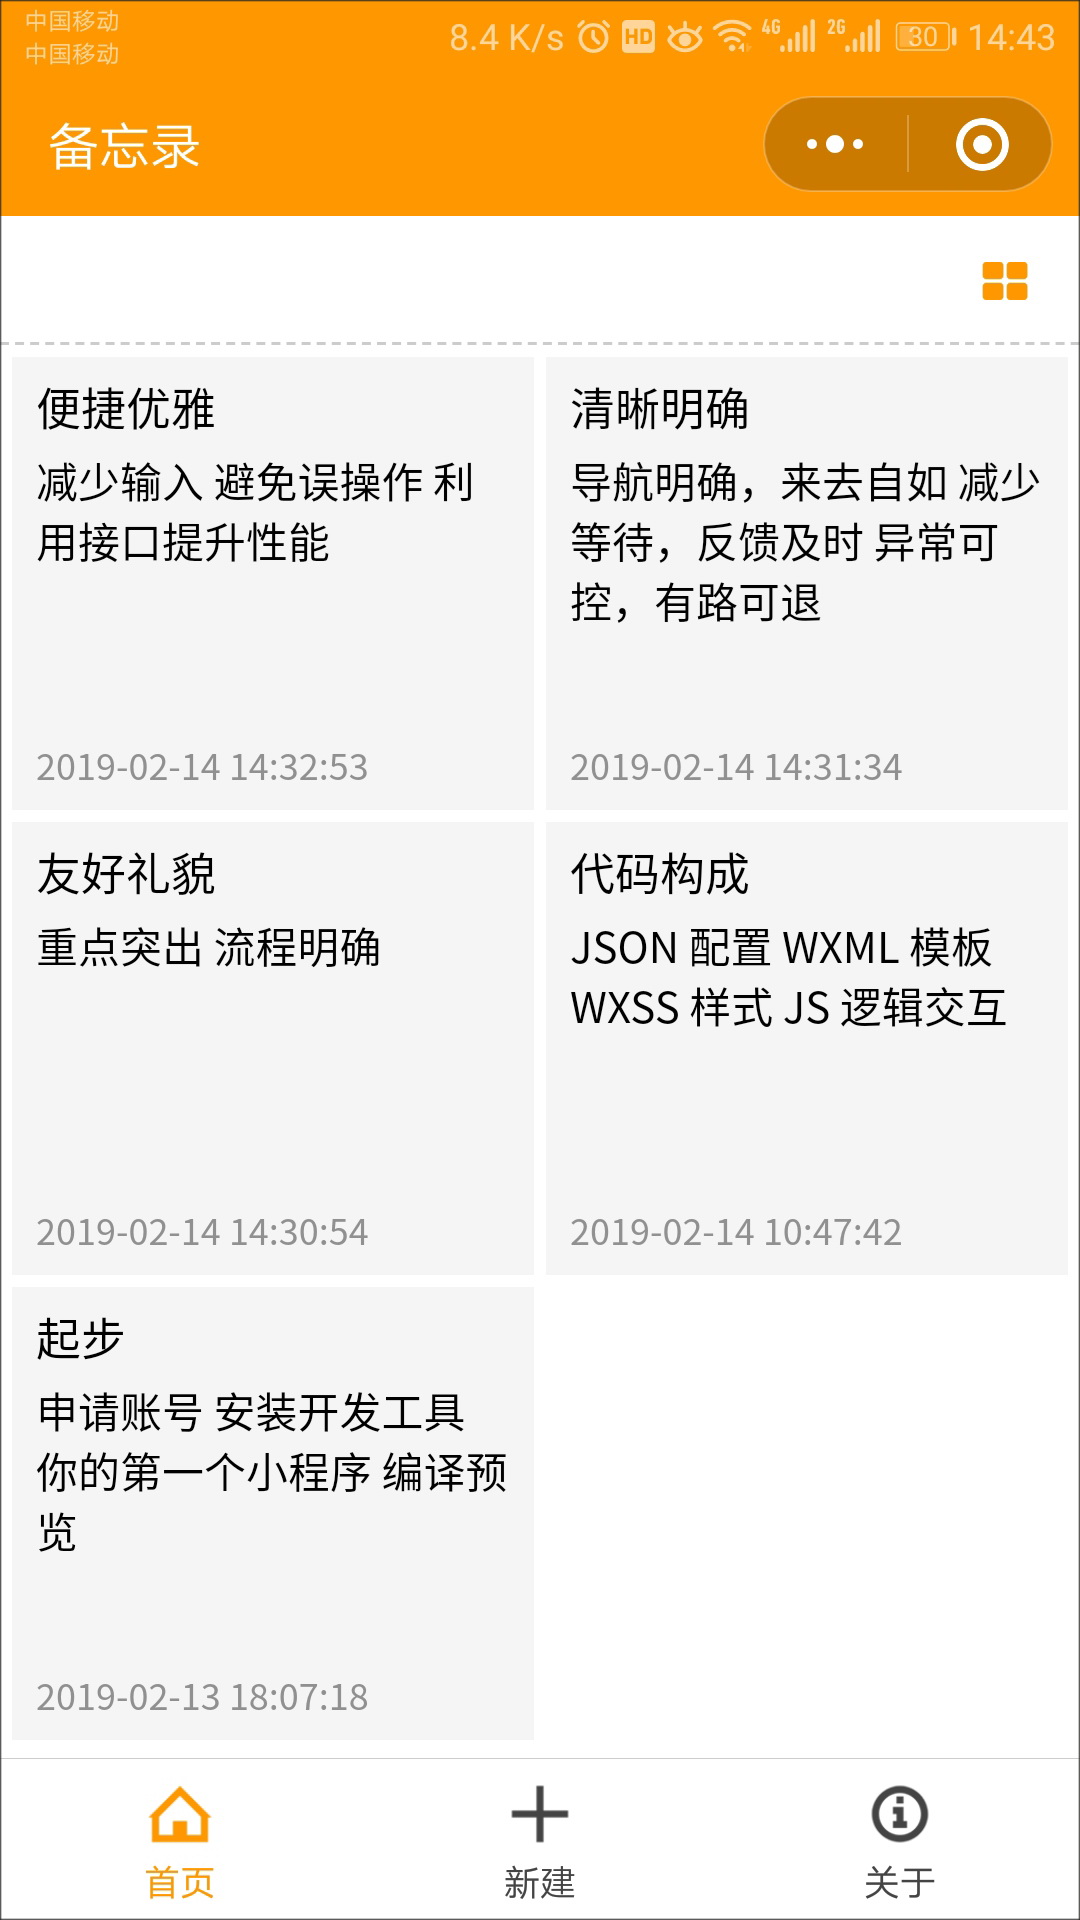 中国移动
中国移动
8.4 K/s HD 4G 2G 30 14:43
备忘录
便捷优雅
减少输入 避免误操作 利
用接口提升性能
2019-02-14 14:32:53
清晰明确
导航明确，来去自如 减少
等待，反馈及时 异常可
控，有路可退
2019-02-14 14:31:34
友好礼貌
重点突出 流程明确
2019-02-14 14:30:54
代码构成
JSON 配置 WXML 模板
WXSS 样式 JS 逻辑交互
2019-02-14 10:47:42
起步
申请账号 安装开发工具
你的第一个小程序 编译预
览
2019-02-13 18:07:18
首页
新建
关于